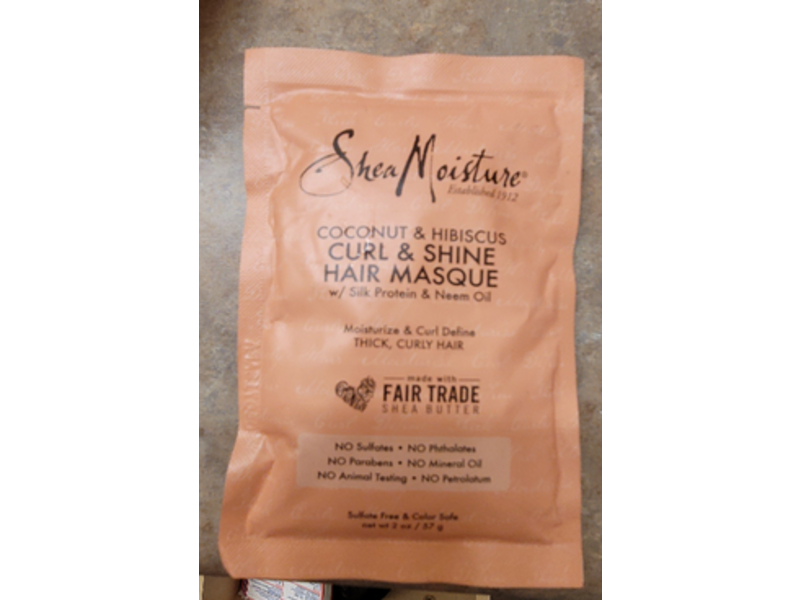 Shea Moisture®
Established 1912
COCONUT & HIBISCUS
CURL & SHINE
HAIR MASQUE
w/ Silk Protein & Neem Oil
Moisturize & Curl Define
THICK, CURLY HAIR
made with
FAIR TRADE
SHEA BUTTER
NO Sulfates • NO Phthalates
NO Parabens • NO Mineral Oil
NO Animal Testing • NO Petrolatum
Sulfate Free & Color Safe
net wt 2 oz / 57 g